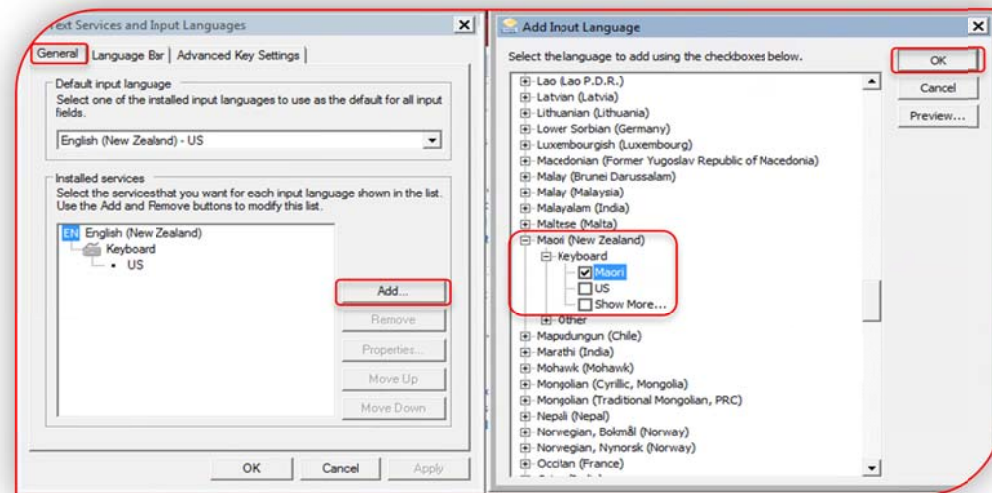 Text Services and Input Languages
General
Language Bar
Advanced Key Settings
Default input language
Select one of the installed input languages to use as the default for all input
fields.
English (New Zealand) - US
Installed services
Select the services that you want for each input language shown in the list.
Use the Add and Remove buttons to modify this list.
EN English (New Zealand)
Keyboard
US
Add...
Remove
Properties...
Move Up
Move Down
OK
Cancel
Apply
Add Input Language
Select the language to add using the checkboxes below.
OK
Cancel
Preview...
Lao (Lao P.D.R.)
Latvian (Latvia)
Lithuanian (Lithuania)
Lower Sorbian (Germany)
Luxembourgish (Luxembourg)
Macedonian (Former Yugoslav Republic of Macedonia)
Malay (Brunei Darussalam)
Malay (Malaysia)
Malayalam (India)
Maltese (Malta)
Maori (New Zealand)
Keyboard
Maori
US
Show More...
Other
Mapudungun (Chile)
Marathi (India)
Mohawk (Mohawk)
Mongolian (Cyrillic, Mongolia)
Mongolian (Traditional Mongolian, PRC)
Nepali (Nepal)
Norwegian, Bokmål (Norway)
Norwegian, Nynorsk (Norway)
Occitan (France)